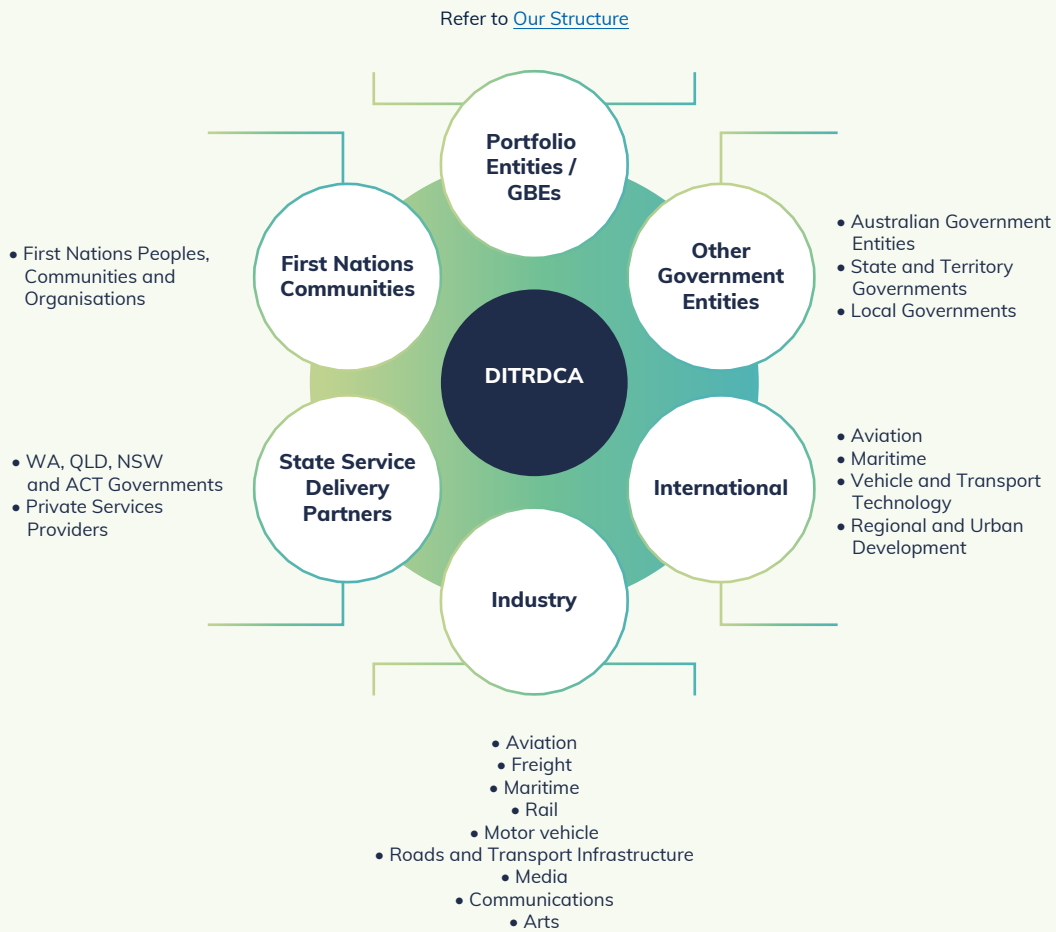 Refer to Our Structure
Portfolio
Entities /
GBEs
First Nations
Communities
• First Nations Peoples,
Communities and
Organisations
Other
Government
Entities
• Australian Government
Entities
• State and Territory
Governments
• Local Governments
DITRDCA
State Service
Delivery
Partners
• WA, QLD, NSW
and ACT Governments
• Private Services
Providers
International
• Aviation
• Maritime
• Vehicle and Transport
Technology
• Regional and Urban
Development
Industry
• Aviation
• Freight
• Maritime
• Rail
• Motor vehicle
• Roads and Transport Infrastructure
• Media
• Communications
• Arts